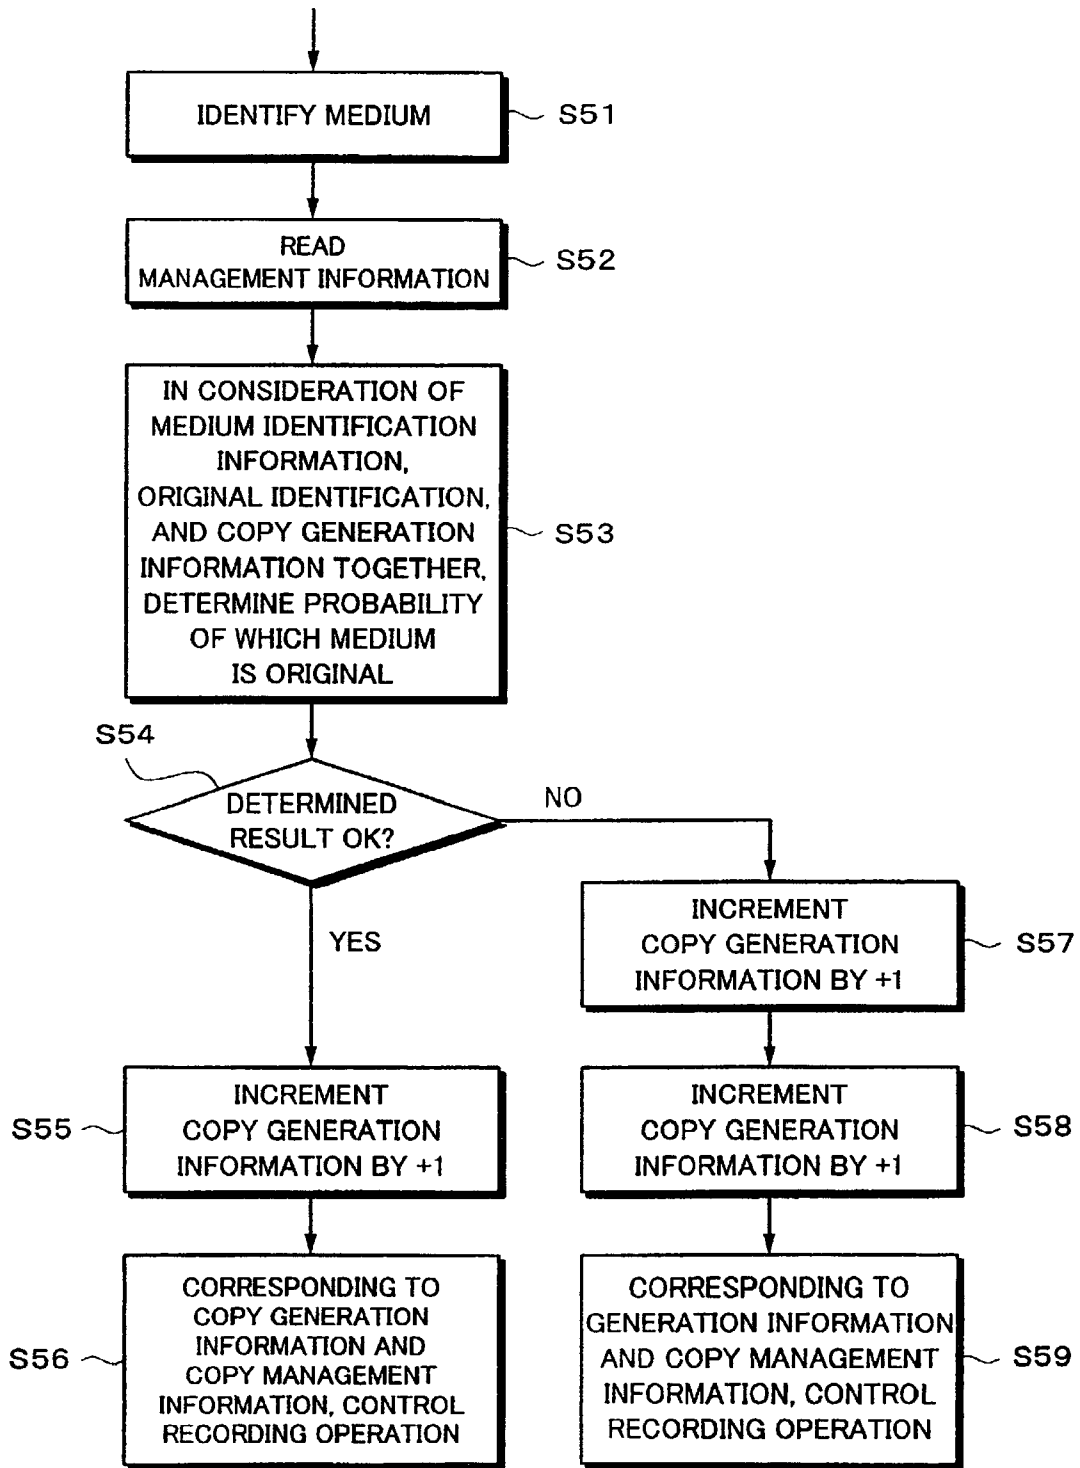 IDENTIFY MEDIUM
S51
READ
MANAGEMENT INFORMATION
S52
IN CONSIDERATION OF
MEDIUM IDENTIFICATION
INFORMATION,
ORIGINAL IDENTIFICATION,
AND COPY GENERATION
INFORMATION TOGETHER,
DETERMINE PROBABILITY
OF WHICH MEDIUM
IS ORIGINAL
S53
S54
DETERMINED
RESULT OK?
NO
YES
INCREMENT
COPY GENERATION
INFORMATION BY +1
S57
S55
INCREMENT
COPY GENERATION
INFORMATION BY +1
INCREMENT
COPY GENERATION
INFORMATION BY +1
S58
S56
CORRESPONDING TO
COPY GENERATION
INFORMATION AND
COPY MANAGEMENT
INFORMATION, CONTROL
RECORDING OPERATION
CORRESPONDING TO
GENERATION INFORMATION
AND COPY MANAGEMENT
INFORMATION, CONTROL
RECORDING OPERATION
S59